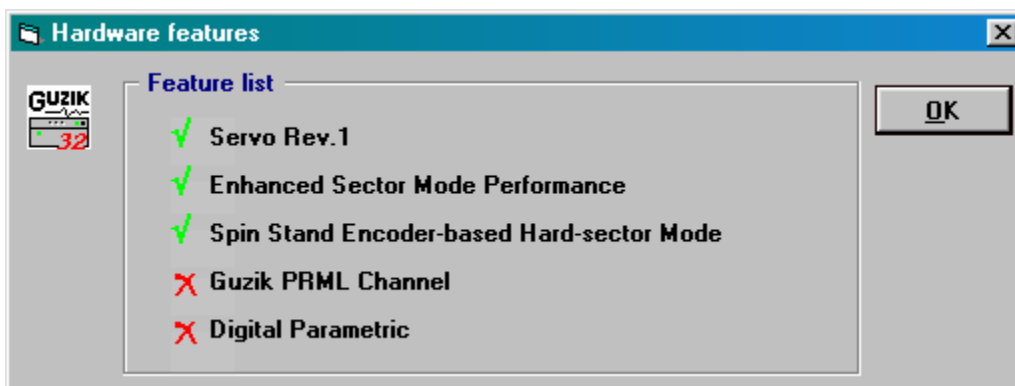 Hardware features
Feature list
GUZIK
32
Servo Rev.1
OK
Enhanced Sector Mode Performance
Spin Stand Encoder-based Hard-sector Mode
Guzik PRML Channel
Digital Parametric